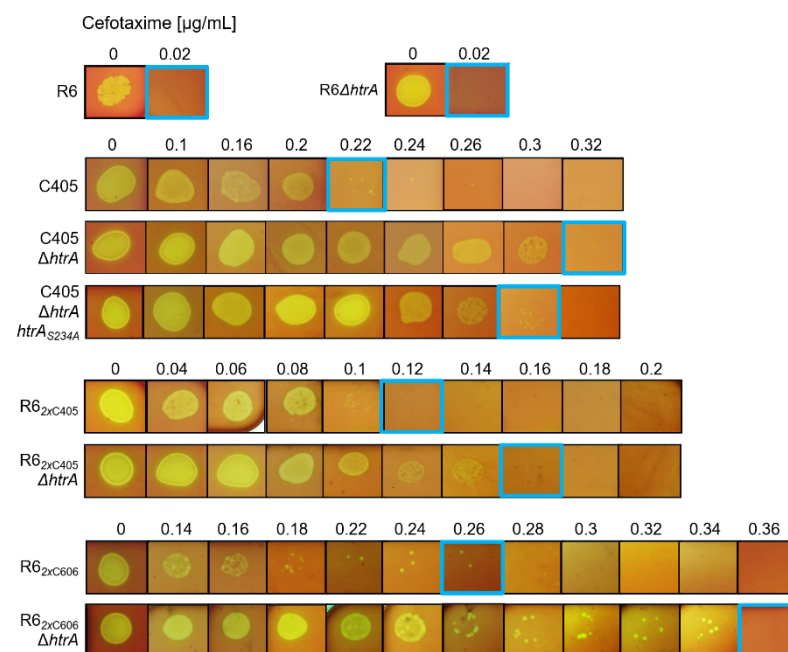 Cefotaxime [µg/mL]
0 0.02
R6
0 0.02
R6ΔhtrA
0 0.1 0.16 0.2 0.22 0.24 0.26 0.3 0.32
C405
C405
ΔhtrA
C405
ΔhtrA
htrAS234A
0 0.04 0.06 0.08 0.1 0.12 0.14 0.16 0.18 0.2
R62xC405
R62xC405
ΔhtrA
0 0.14 0.16 0.18 0.22 0.24 0.26 0.28 0.3 0.32 0.34 0.36
R62xC606
R62xC606
ΔhtrA